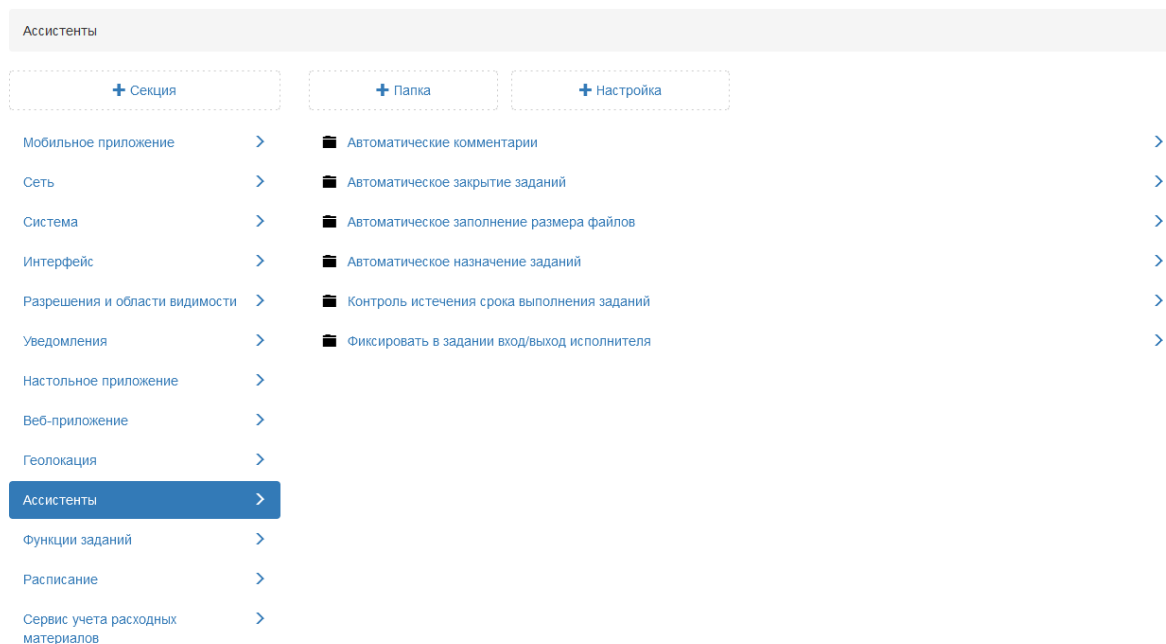 Ассистенты
Секция
Папка
Настройка
Мобильное приложение
Сеть
Система
Интерфейс
Разрешения и области видимости
Уведомления
Настольное приложение
Веб-приложение
Геолокация
Ассистенты
Функции заданий
Расписание
Сервис учета расходных
материалов
Автоматические комментарии
Автоматическое закрытие заданий
Автоматическое заполнение размера файлов
Автоматическое назначение заданий
Контроль истечения срока выполнения заданий
Фиксировать в задании вход/выход исполнителя